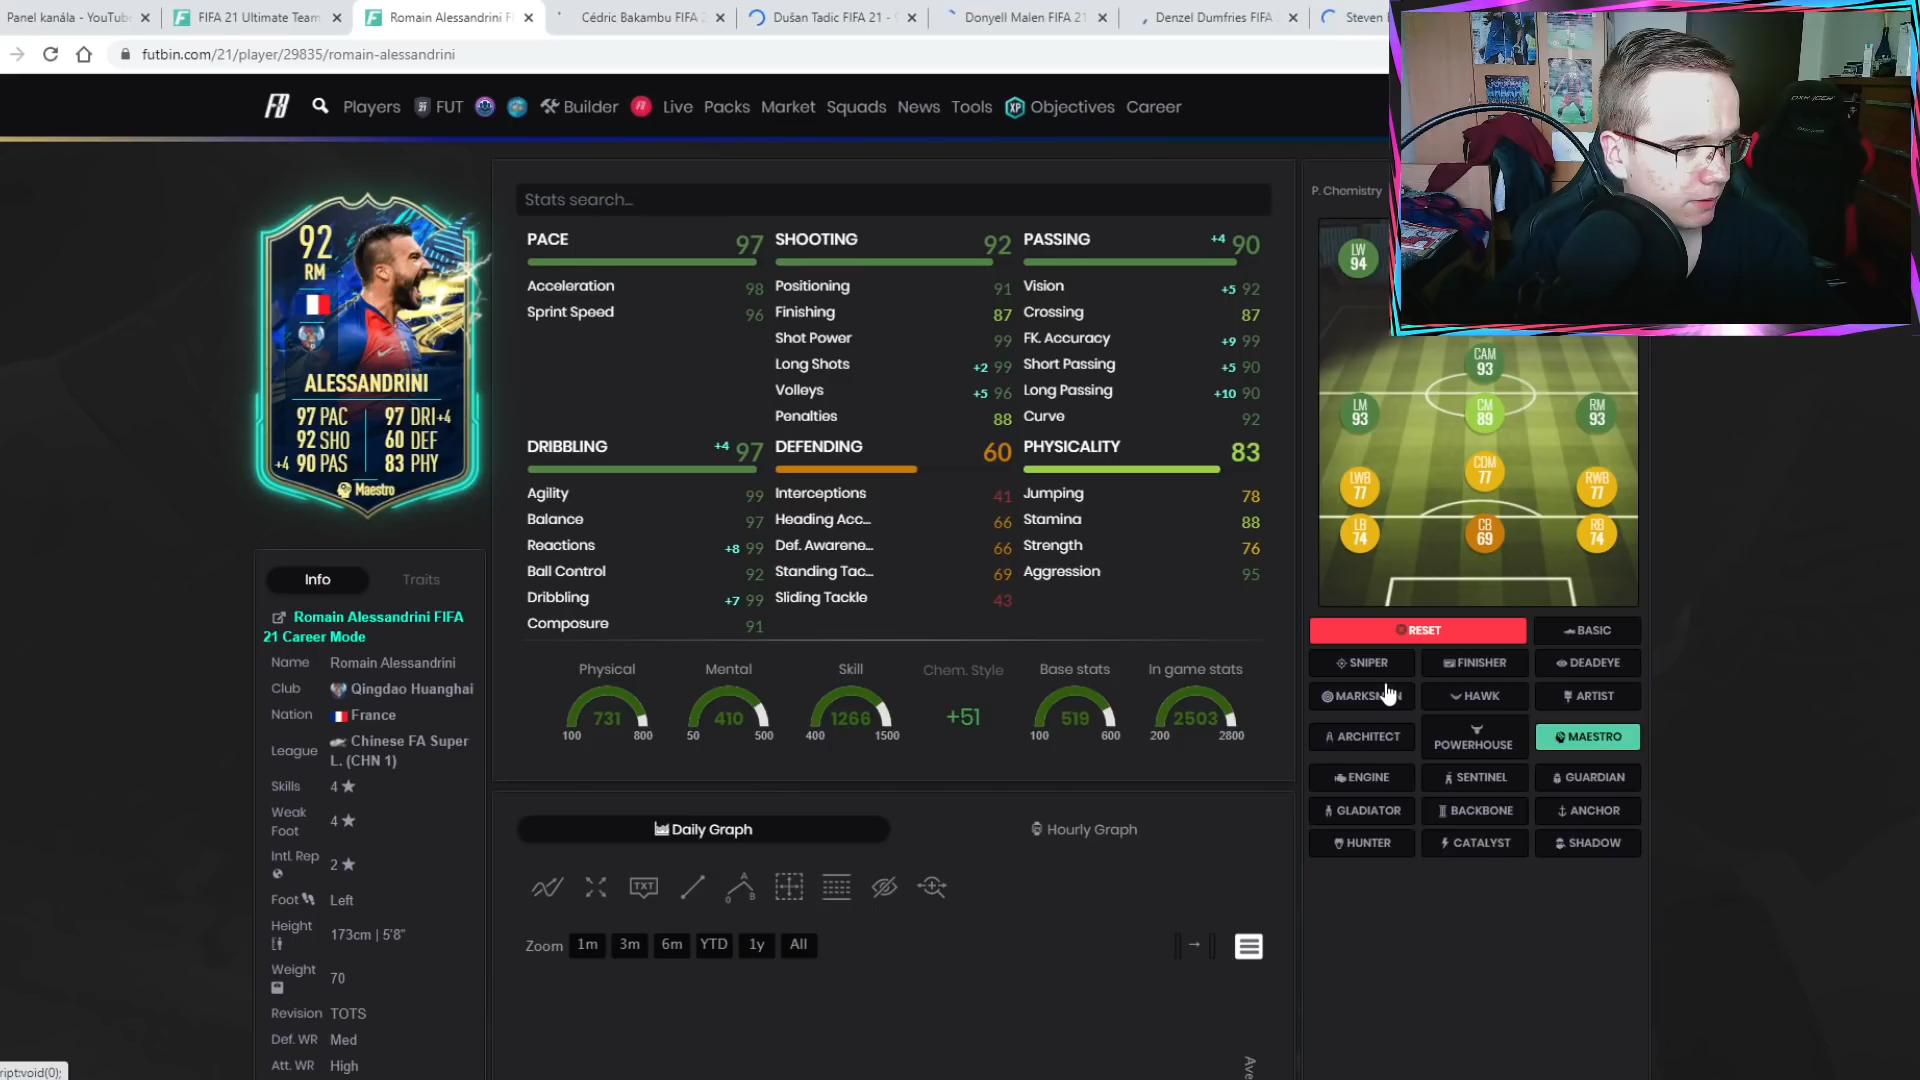 Panel kanála - YouTube
FIFA 21 Ultimate Team
Romain Alessandrini F
Cédric Bakambu FIFA 2
Dušan Tadic FIFA 21 -
Donyell Malen FIFA 21
Denzel Dumfries FIFA
Steven
futbin.com/21/player/29835/romain-alessandrini
FB Players FUT Builder Live Packs Market Squads News Tools XP Objectives Career
Stats search...
P. Chemistry
92
RM
ALESSANDRINI
97 PAC 97 DRI+4
92 SHO 60 DEF
+4 90 PAS 83 PHY
Maestro
PACE 97
Acceleration 98
Sprint Speed 96
SHOOTING 92
Positioning 91
Finishing 87
Shot Power 99
Long Shots +2 99
Volleys +5 96
Penalties 88
PASSING +4 90
Vision +5 92
Crossing 87
FK. Accuracy +9 99
Short Passing +5 90
Long Passing +10 90
Curve 92
DRIBBLING +4 97
Agility 99
Balance 97
Reactions +8 99
Ball Control 92
Dribbling +7 99
Composure 91
DEFENDING 60
Interceptions 41
Heading Acc... 66
Def. Awarene... 66
Standing Tac... 69
Sliding Tackle 43
PHYSICALITY 83
Jumping 78
Stamina 88
Strength 76
Aggression 95
Physical
731
100 800
Mental
410
50 500
Skill
1266
400 1500
Chem. Style
+51
Base stats
519
100 600
In game stats
2503
200 2800
LW
94
CAM
93
LM
93
CM
89
RM
93
LWB
77
CDM
77
RWB
77
LB
74
CB
69
RB
74
RESET BASIC
SNIPER FINISHER DEADEYE
MARKSMAN HAWK ARTIST
ARCHITECT POWERHOUSE MAESTRO
ENGINE SENTINEL GUARDIAN
GLADIATOR BACKBONE ANCHOR
HUNTER CATALYST SHADOW
Info Traits
Romain Alessandrini FIFA
21 Career Mode
Name Romain Alessandrini
Club Qingdao Huanghai
Nation France
League Chinese FA Super
L. (CHN 1)
Skills 4
Weak
Foot 4
Intl. Rep 2
Foot Left
Height 173cm | 5'8"
Weight 70
Revision TOTS
Def. WR Med
Att. WR High
Daily Graph Hourly Graph
TXT
Zoom 1m 3m 6m YTD 1y All
→
Ave
ript:void(0);